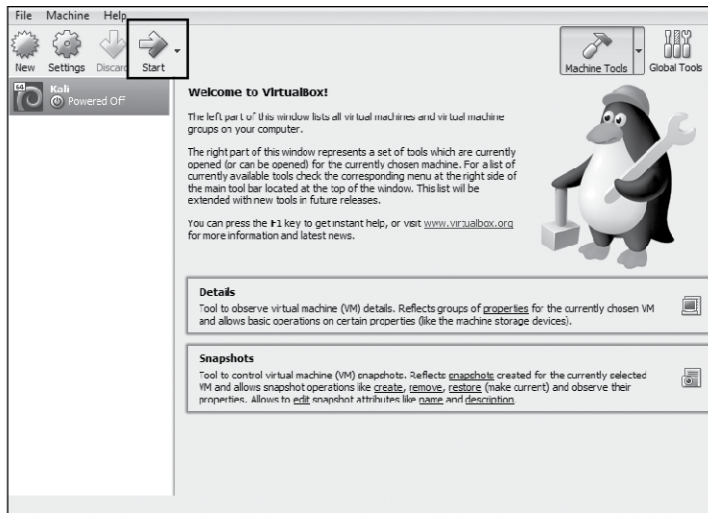 File Machine Help
New Settings Discard Start Machine Tools Global Tools
64
Kali
Powered Off
Welcome to VirtualBox!
The left part of this window lists all virtual machines and virtual machine
groups on your computer.
The right part of this window represents a set of tools which are currently
opened (or can be opened) for the currently chosen machine. For a list of
currently available tools check the corresponding menu at the right side of
the main tool bar located at the top of the window. This list will be
extended with new tools in future releases.
You can press the F1 key to get instant help, or visit www.virtualbox.org
for more information and latest news.
Details
Tool to observe virtual machine (VM) details. Reflects groups of properties for the currently chosen VM
and allows basic operations on certain properties (like the machine storage devices).
Snapshots
Tool to control virtual machine (VM) snapshots. Reflects snapshots created for the currently selected
VM and allows snapshot operations like create, remove, restore (make current) and observe their
properties. Allows to edit snapshot attributes like name and description.